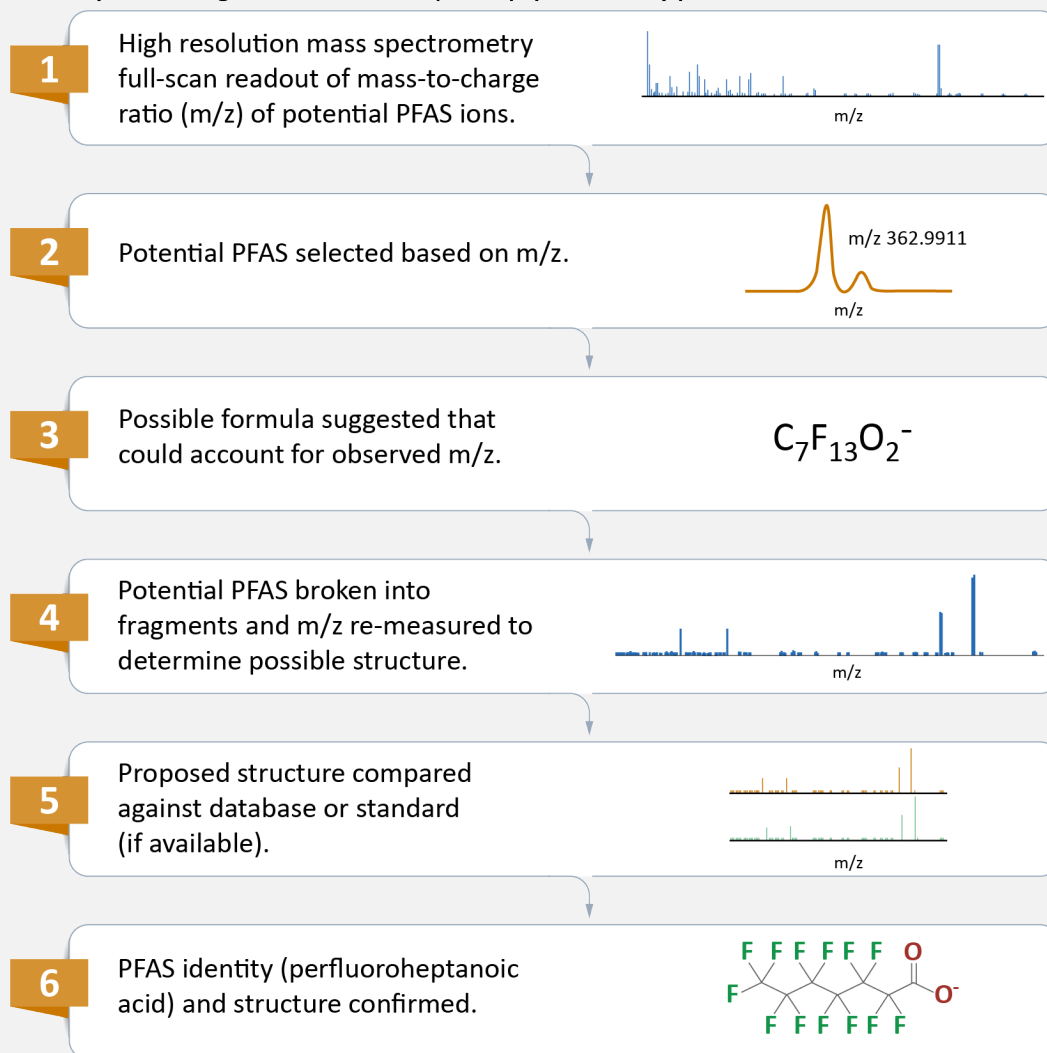 1
High resolution mass spectrometry
full-scan readout of mass-to-charge
ratio (m/z) of potential PFAS ions.
m/z
2
Potential PFAS selected based on m/z.
m/z 362.9911
m/z
3
Possible formula suggested that
could account for observed m/z.
C₇F₁₃O₂⁻
4
Potential PFAS broken into
fragments and m/z re-measured to
determine possible structure.
m/z
5
Proposed structure compared
against database or standard
(if available).
m/z
6
PFAS identity (perfluoroheptanoic
acid) and structure confirmed.
F F F F F F O
F O⁻
F F F F F F